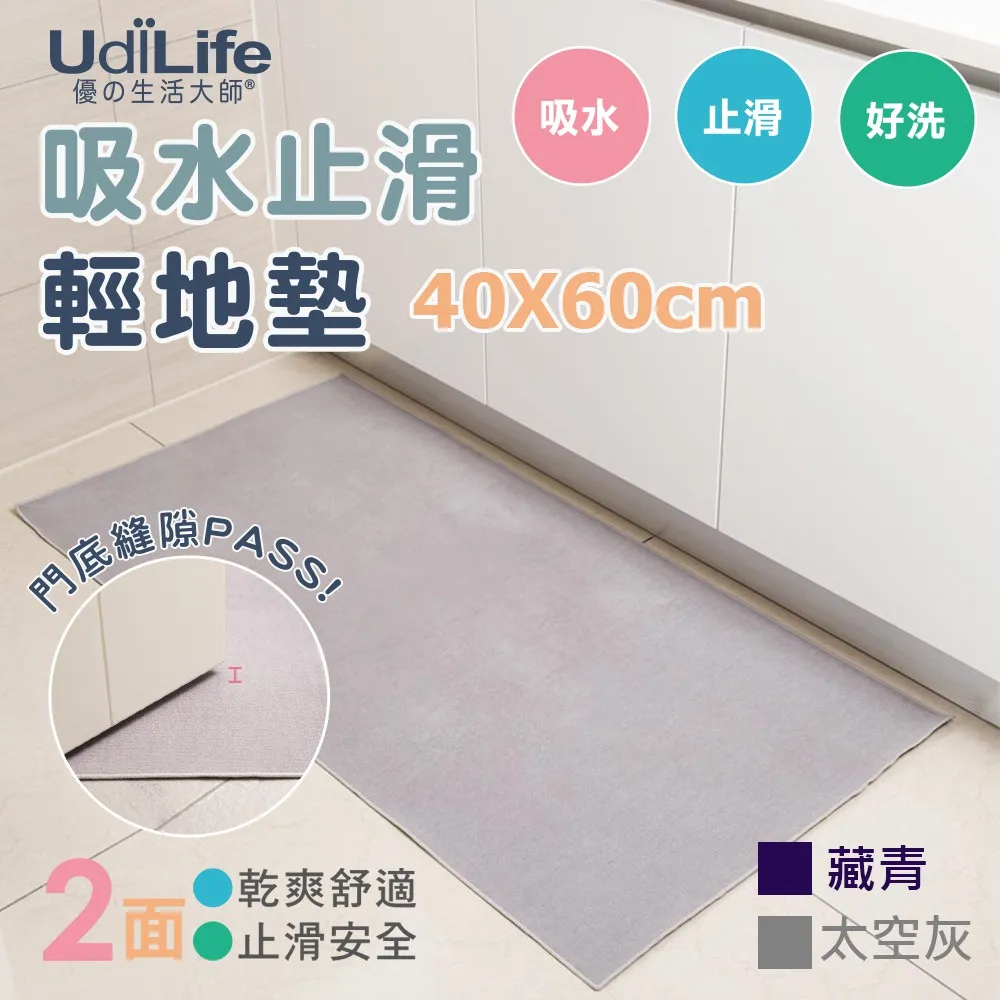 UdiLife
優の生活大師®
吸水止滑
輕地墊 40X60cm
吸水
止滑
好洗
門底縫隙PASS!
2面
乾爽舒適
止滑安全
藏青
太空灰